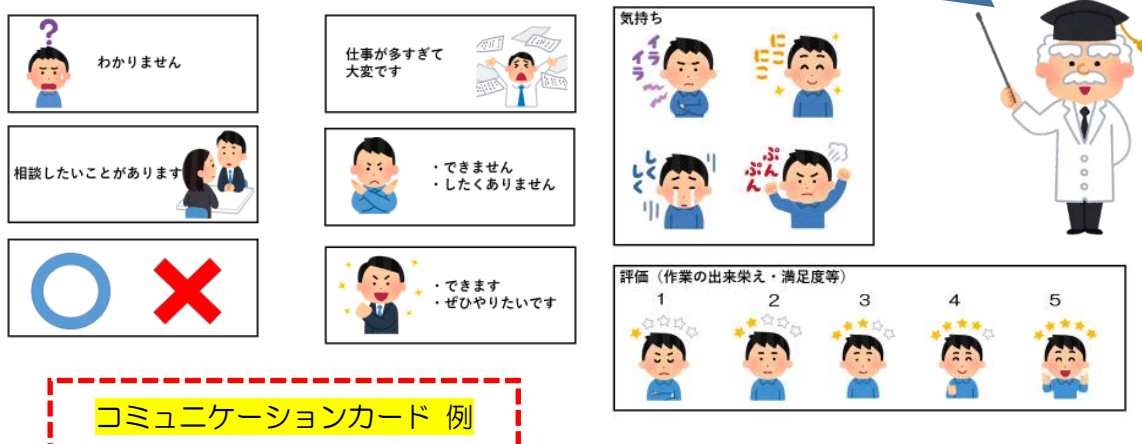 ？
わかりません
仕事が多すぎて
大変です
相談したいことがあります
・できません
・したくありません
・できます
・ぜひやりたいです
気持ち
イライラ
にこにこ
しくしく
ぷんぷん
評価（作業の出来栄え・満足度等）
1 2 3 4 5
コミュニケーションカード 例